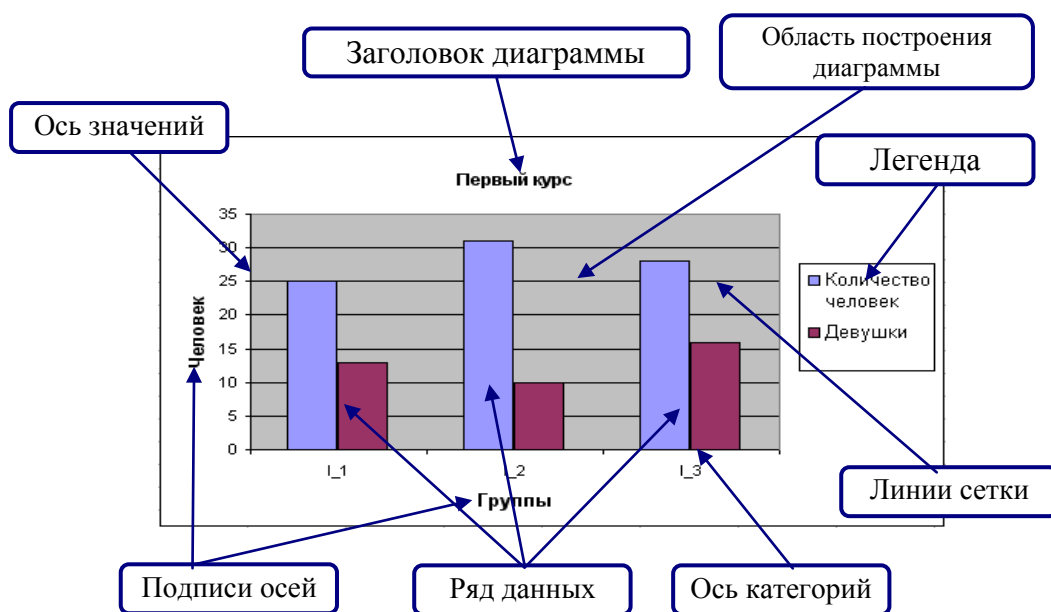 Заголовок диаграммы
Область построения
диаграммы
Ось значений
Легенда
Первый курс
35
30
25
20
15
10
5
0
Человек
I_1
I_2
I_3
Группы
Количество
человек
Девушки
Линии сетки
Подписи осей
Ряд данных
Ось категорий